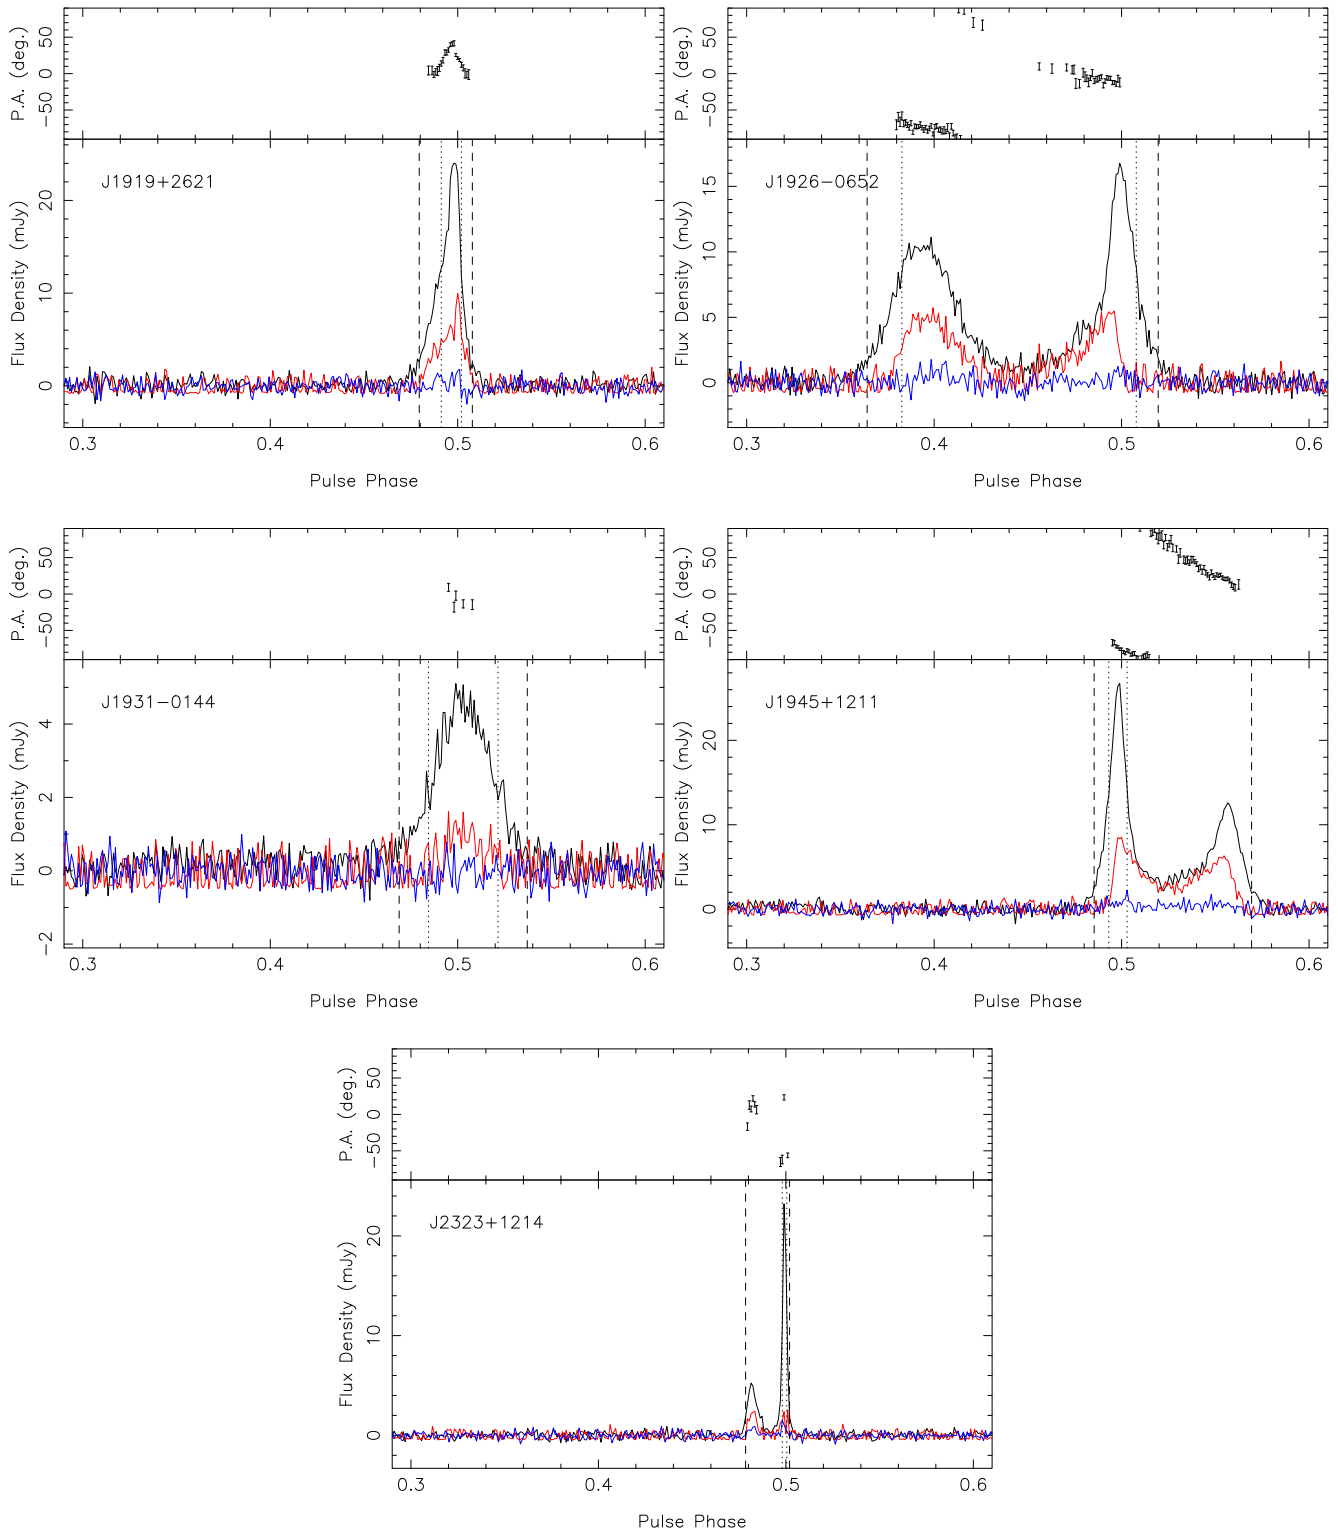 P.A. (deg.)
−50 0 50
J1919+2621
Flux Density (mJy)
0 10 20
0.3 0.4 0.5 0.6
Pulse Phase
P.A. (deg.)
−50 0 50
J1926−0652
Flux Density (mJy)
0 5 10 15
0.3 0.4 0.5 0.6
Pulse Phase
P.A. (deg.)
−50 0 50
J1931−0144
Flux Density (mJy)
−2 0 2 4
0.3 0.4 0.5 0.6
Pulse Phase
P.A. (deg.)
−50 0 50
J1945+1211
Flux Density (mJy)
0 10 20
0.3 0.4 0.5 0.6
Pulse Phase
P.A. (deg.)
−50 0 50
J2323+1214
Flux Density (mJy)
0 10 20
0.3 0.4 0.5 0.6
Pulse Phase